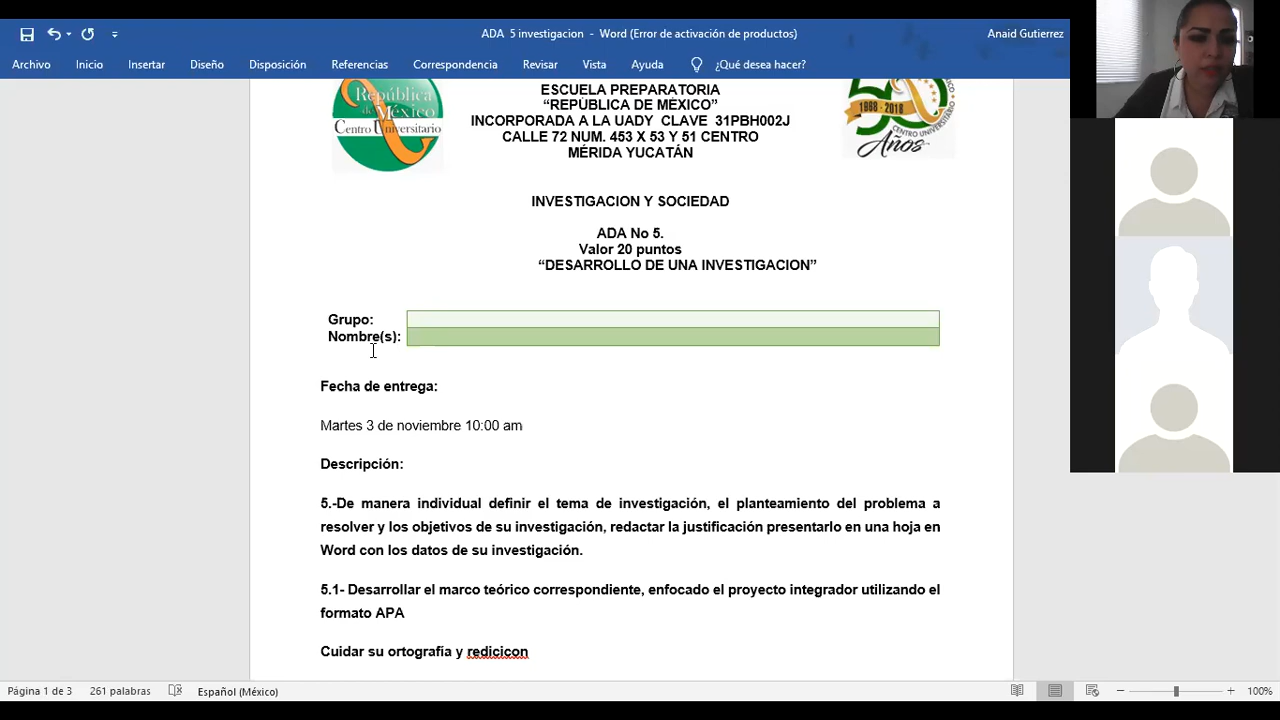 ADA 5 investigacion - Word (Error de activación de productos)
Anaid Gutierrez
Archivo Inicio Insertar Diseño Disposición Referencias Correspondencia Revisar Vista Ayuda ¿Qué desea hacer?
República
de México
Centro Universitario
ESCUELA PREPARATORIA
“REPÙBLICA DE MÉXICO”
INCORPORADA A LA UADY CLAVE 31PBH002J
CALLE 72 NUM. 453 X 53 Y 51 CENTRO
MÉRIDA YUCATÁN
1968 - 2018
CENTRO UNIVERSITARIO
Años
INVESTIGACION Y SOCIEDAD
ADA No 5.
Valor 20 puntos
“DESARROLLO DE UNA INVESTIGACION”
Grupo:
Nombre(s):
Fecha de entrega:
Martes 3 de noviembre 10:00 am
Descripción:
5.-De manera individual definir el tema de investigación, el planteamiento del problema a
resolver y los objetivos de su investigación, redactar la justificación presentarlo en una hoja en
Word con los datos de su investigación.
5.1- Desarrollar el marco teórico correspondiente, enfocado el proyecto integrador utilizando el
formato APA
Cuidar su ortografía y redicicon
Página 1 de 3 261 palabras Español (México) 100%